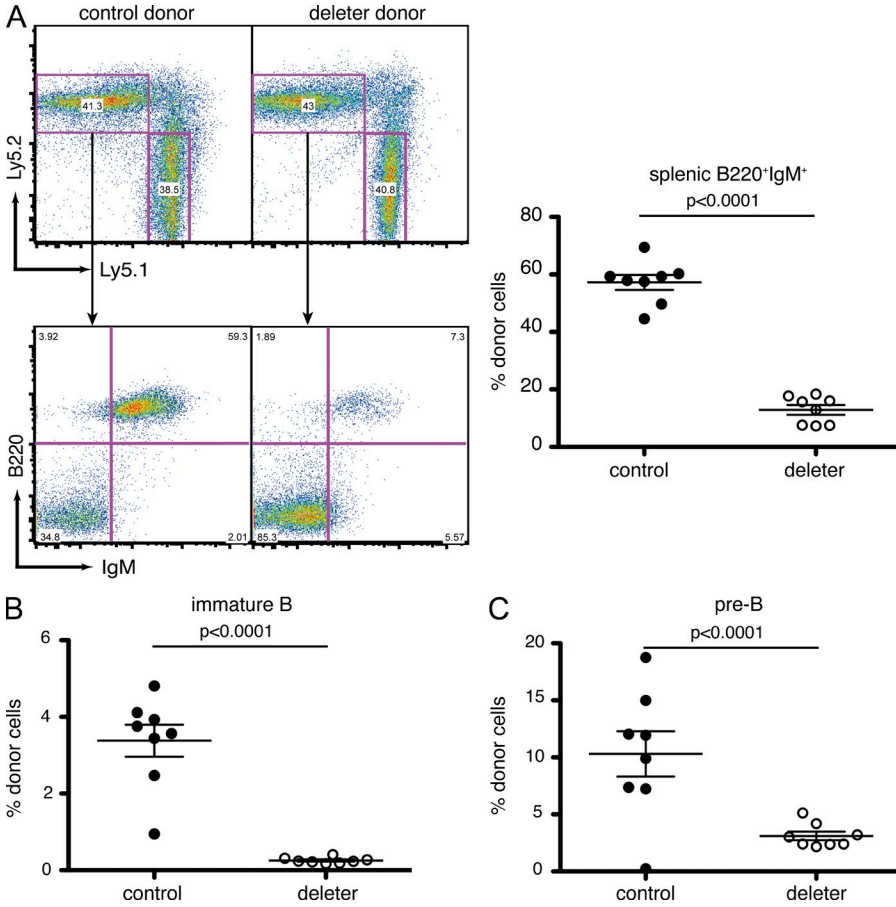 A
control donor
deleter donor
Ly5.2
41.3
43
38.5
40.8
Ly5.1
3.92
59.3
1.89
7.3
B220
34.8
2.01
85.3
5.57
IgM
splenic B220⁺IgM⁺
p<0.0001
% donor cells
80
60
40
20
0
control
deleter
B
immature B
p<0.0001
% donor cells
6
4
2
0
control
deleter
C
pre-B
p<0.0001
% donor cells
20
15
10
5
0
control
deleter